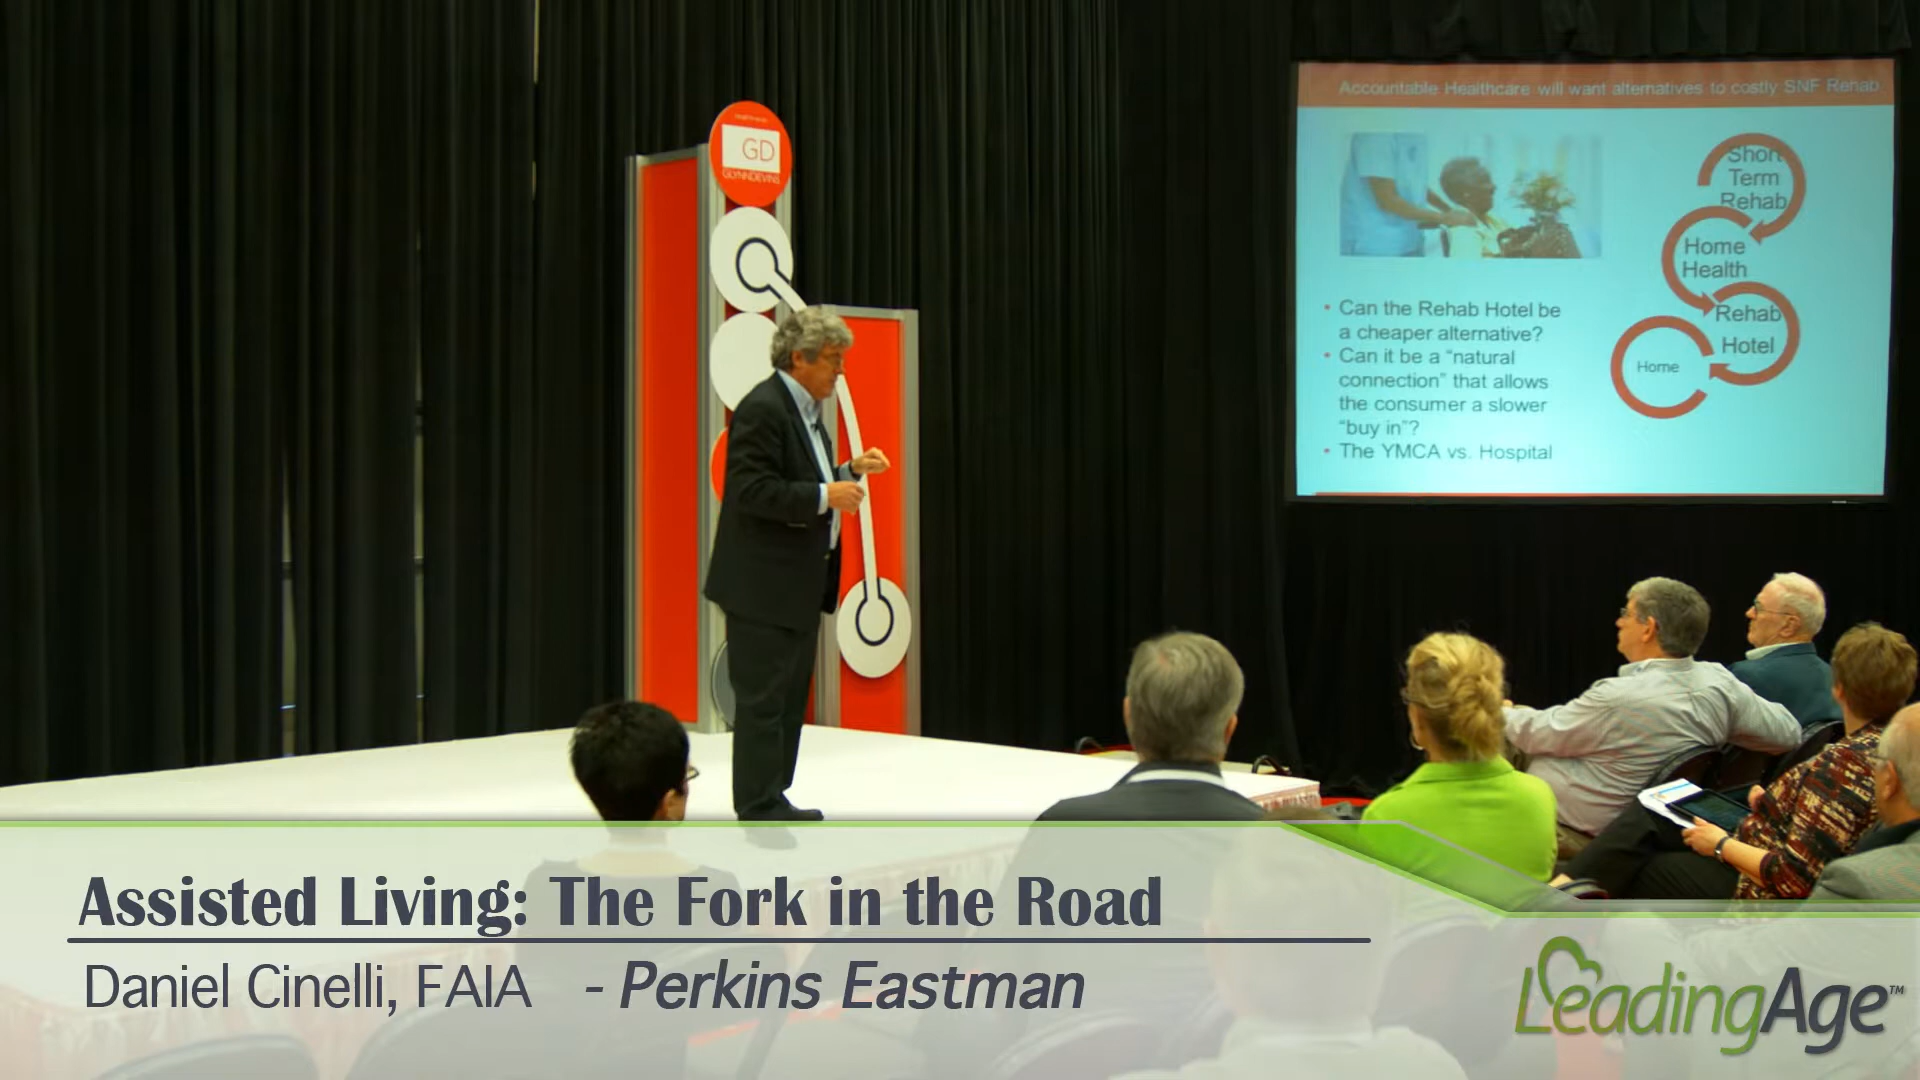 GD
GLYNNDEVINS
Accountable Healthcare will want alternatives to costly SNF Rehab
Short
Term
Rehab
Home
Health
Rehab
Hotel
Home
• Can the Rehab Hotel be
a cheaper alternative?
• Can it be a “natural
connection” that allows
the consumer a slower
“buy in”?
• The YMCA vs. Hospital
Assisted Living: The Fork in the Road
Daniel Cinelli, FAIA - Perkins Eastman
LeadingAge™